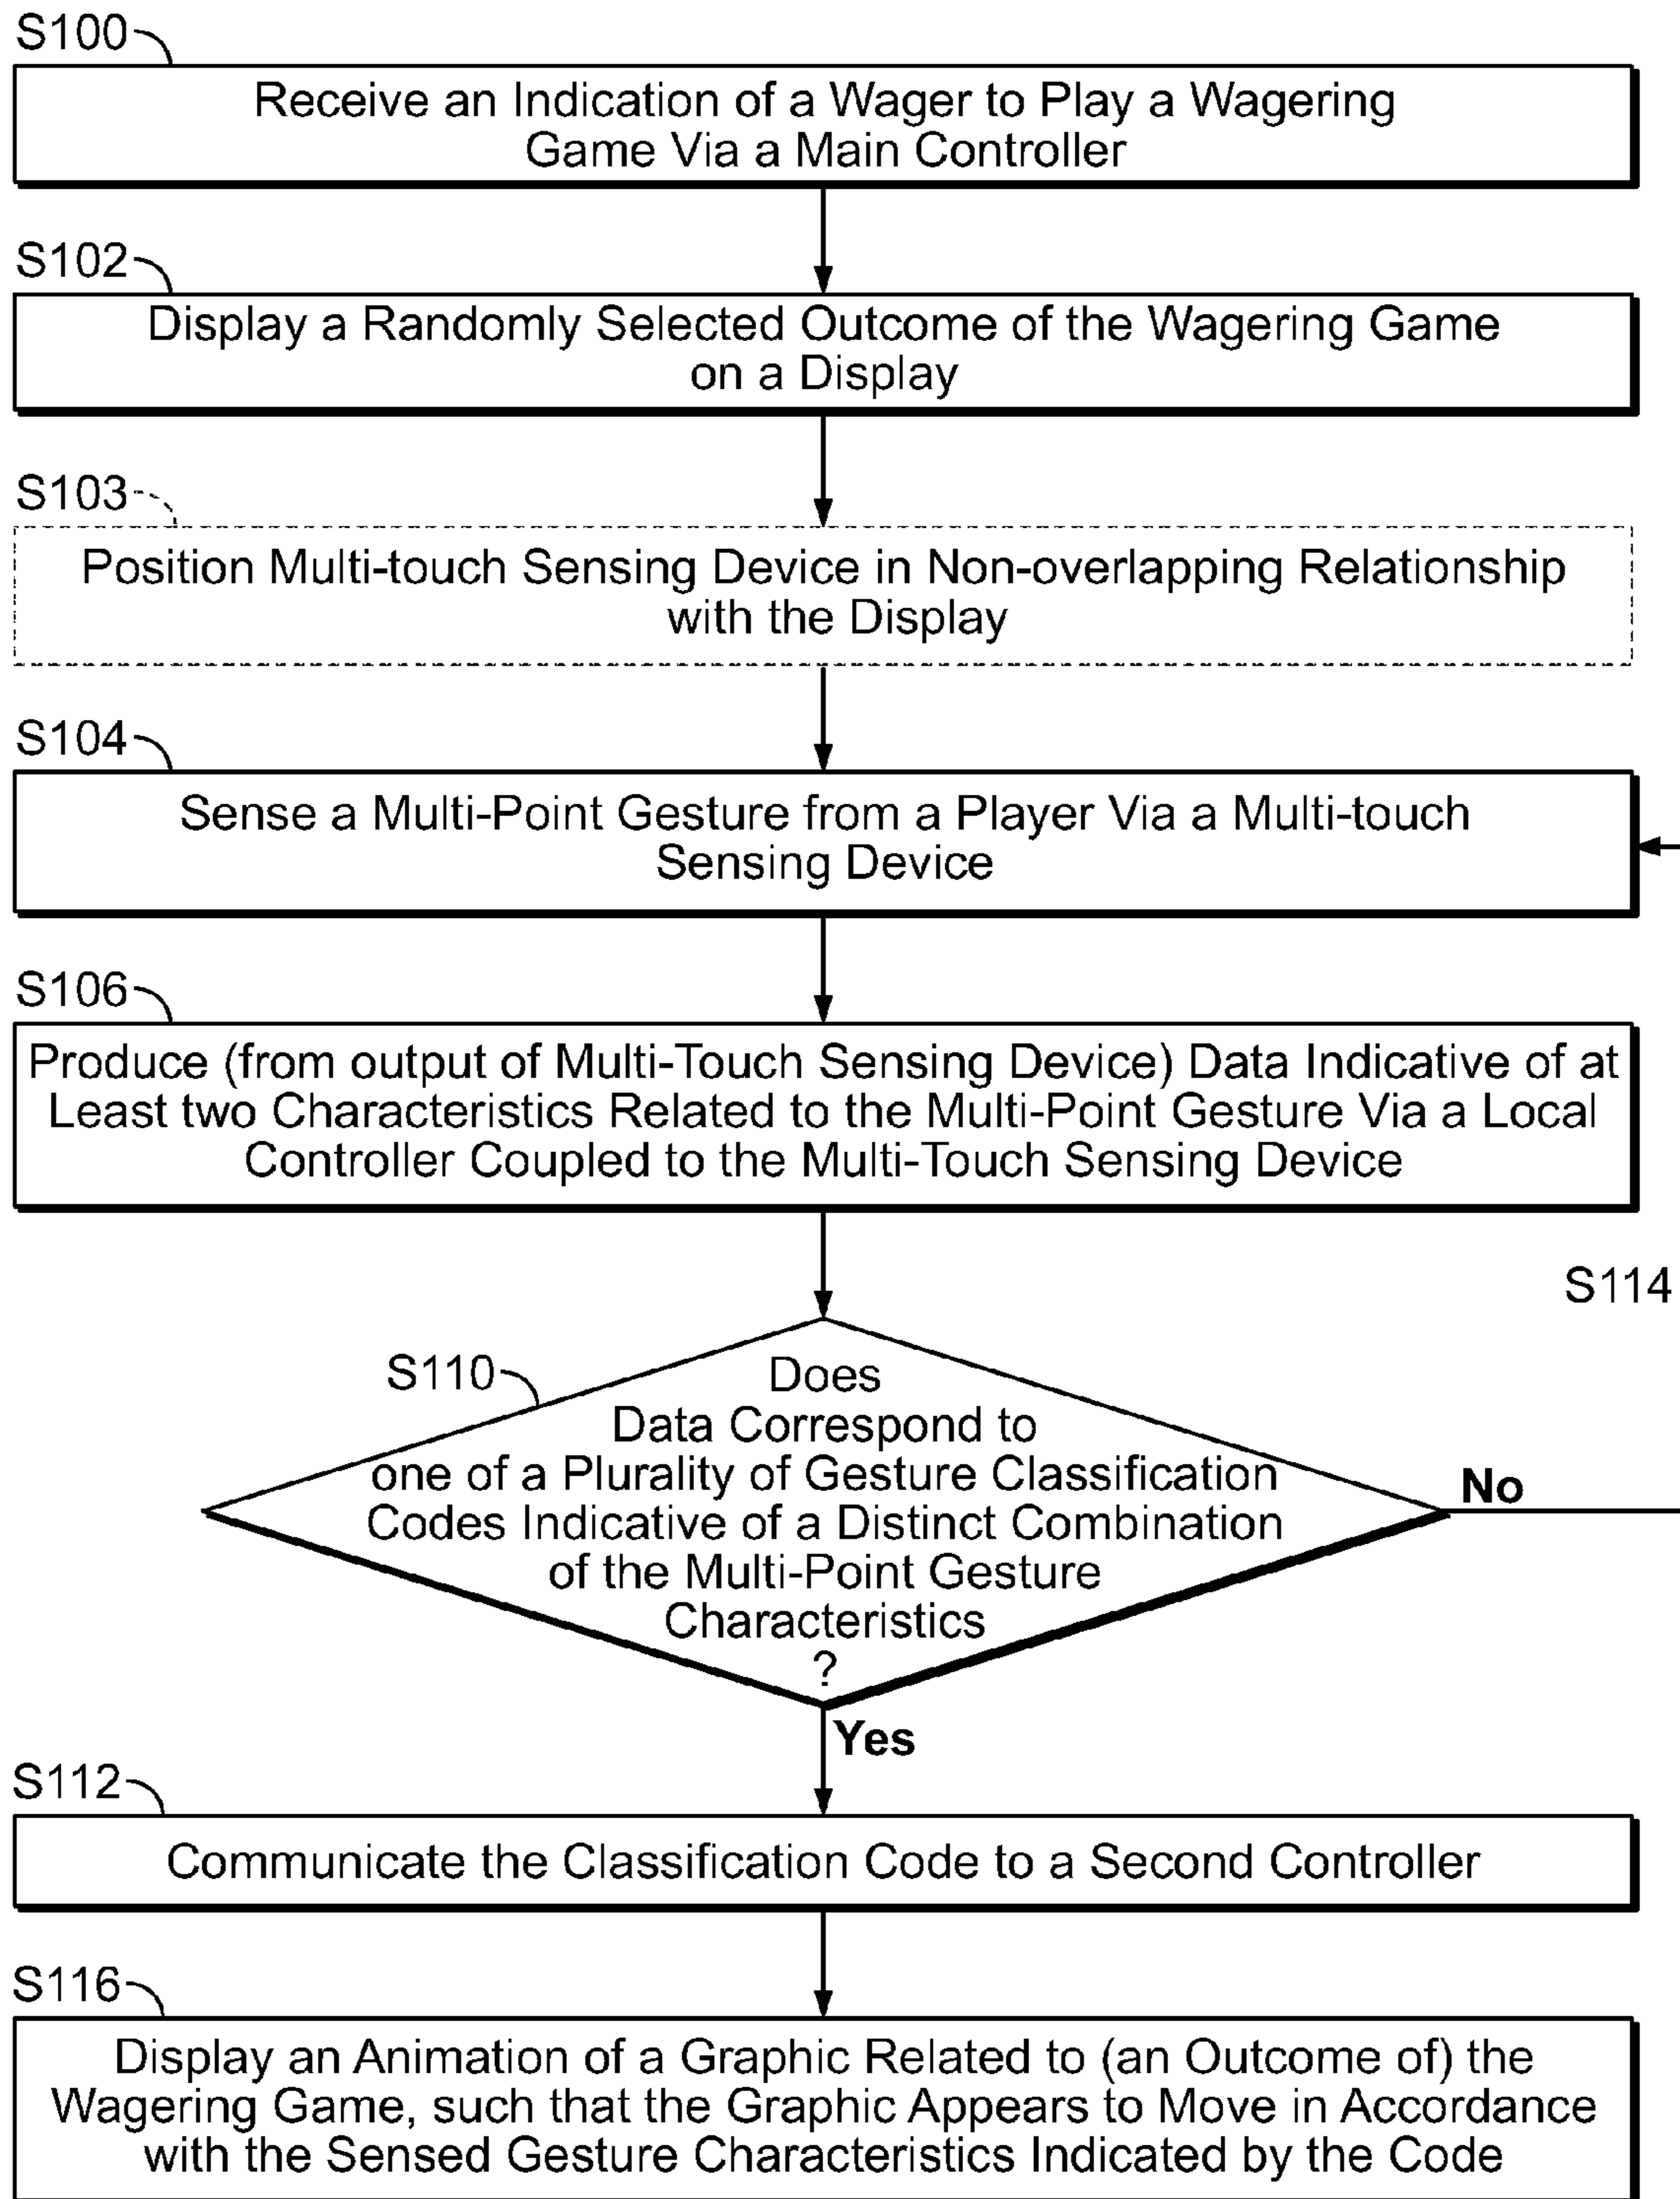 S100
Receive an Indication of a Wager to Play a Wagering
Game Via a Main Controller
S102
Display a Randomly Selected Outcome of the Wagering Game
on a Display
S103
Position Multi-touch Sensing Device in Non-overlapping Relationship
with the Display
S104
Sense a Multi-Point Gesture from a Player Via a Multi-touch
Sensing Device
S106
Produce (from output of Multi-Touch Sensing Device) Data Indicative of at
Least two Characteristics Related to the Multi-Point Gesture Via a Local
Controller Coupled to the Multi-Touch Sensing Device
S114
S110
Does
Data Correspond to
one of a Plurality of Gesture Classification
Codes Indicative of a Distinct Combination
of the Multi-Point Gesture
Characteristics
?
No
Yes
S112
Communicate the Classification Code to a Second Controller
S116
Display an Animation of a Graphic Related to (an Outcome of) the
Wagering Game, such that the Graphic Appears to Move in Accordance
with the Sensed Gesture Characteristics Indicated by the Code